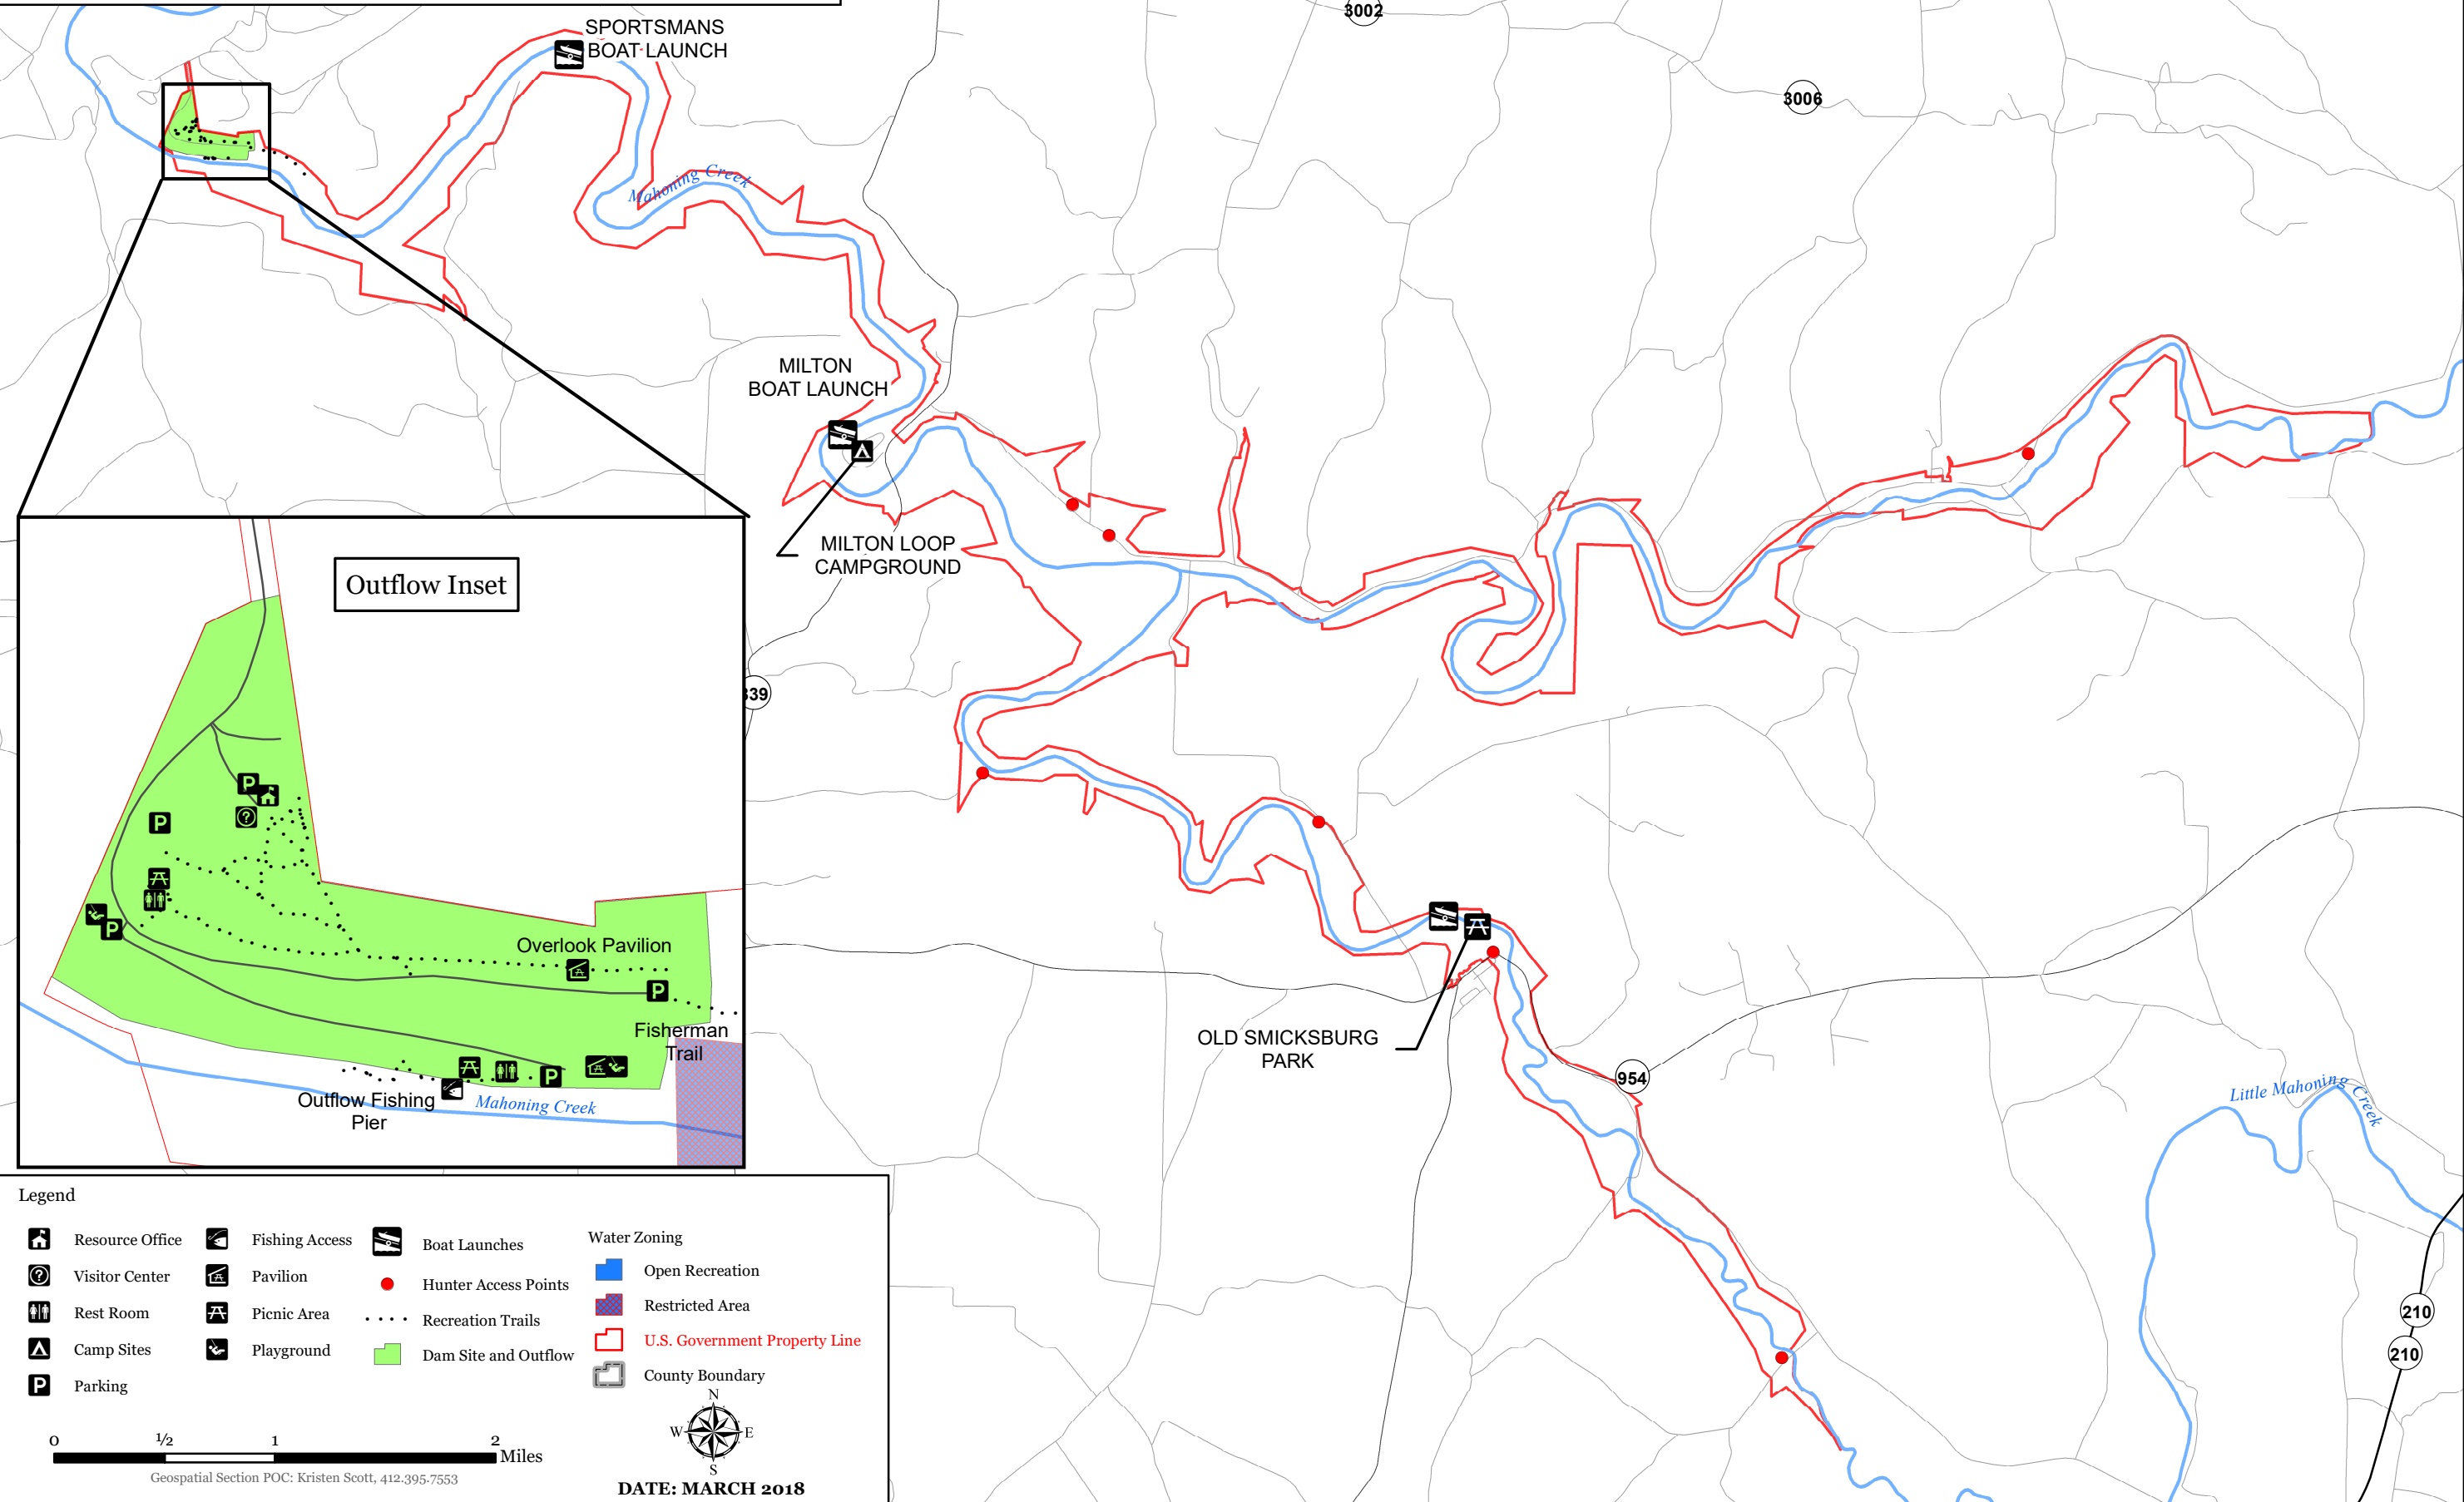 3002
SPORTSMANS
BOAT LAUNCH
3006
Mahoning Creek
MILTON
BOAT LAUNCH
MILTON LOOP
CAMPGROUND
Outflow Inset
P
P
?
P
Overlook Pavilion
P
Fisherman
Trail
P
Outflow Fishing
Pier
Mahoning Creek
OLD SMICKSBURG
PARK
954
Little Mahoning Creek
210
210
Legend
Resource Office
? Visitor Center
Rest Room
Camp Sites
P Parking
Fishing Access
Pavilion
Picnic Area
Playground
Boat Launches
Hunter Access Points
Recreation Trails
Dam Site and Outflow
Water Zoning
Open Recreation
Restricted Area
U.S. Government Property Line
County Boundary
N
W E
S
0 ½ 1 2
Miles
Geospatial Section POC: Kristen Scott, 412.395.7553
DATE: MARCH 2018